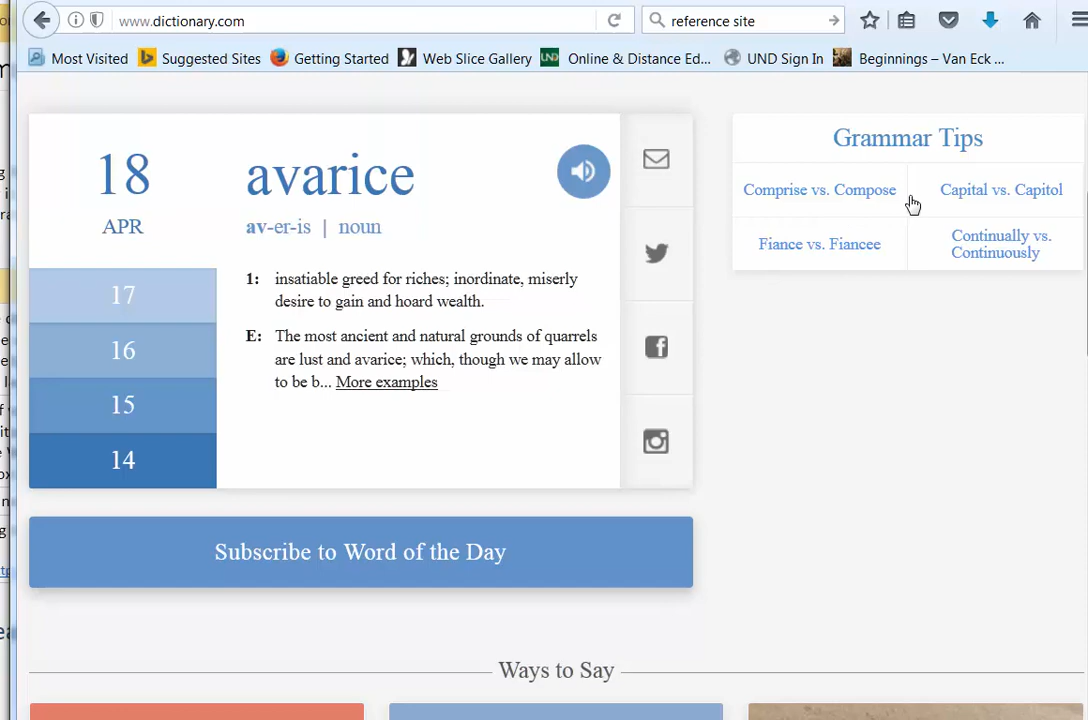 www.dictionary.com
reference site
Most Visited
Suggested Sites
Getting Started
Web Slice Gallery
UND
Online & Distance Ed...
UND Sign In
Beginnings – Van Eck ...
18
APR
17
16
15
14
avarice
av-er-is | noun
1: insatiable greed for riches; inordinate, miserly
desire to gain and hoard wealth.
E: The most ancient and natural grounds of quarrels
are lust and avarice; which, though we may allow
to be b... More examples
Subscribe to Word of the Day
Grammar Tips
Comprise vs. Compose
Capital vs. Capitol
Fiance vs. Fiancee
Continually vs.
Continuously
Ways to Say